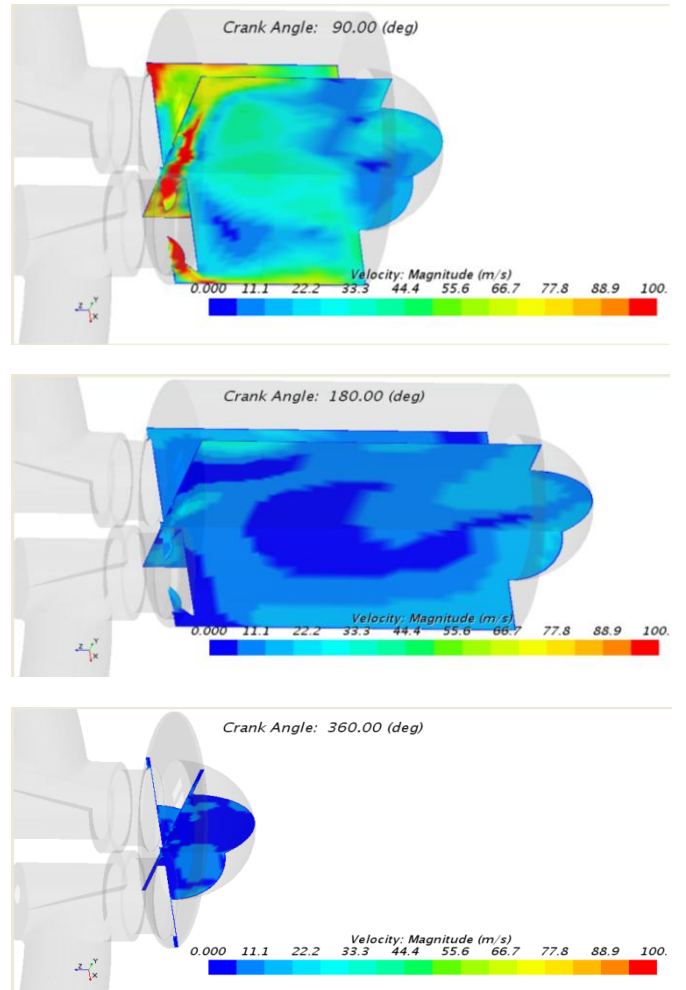 Crank Angle: 90.00 (deg)
Velocity: Magnitude (m/s)
0.000 11.1 22.2 33.3 44.4 55.6 66.7 77.8 88.9 100.
Z Y X
Crank Angle: 180.00 (deg)
Velocity: Magnitude (m/s)
0.000 11.1 22.2 33.3 44.4 55.6 66.7 77.8 88.9 100.
Z Y X
Crank Angle: 360.00 (deg)
Velocity: Magnitude (m/s)
0.000 11.1 22.2 33.3 44.4 55.6 66.7 77.8 88.9 100.
Z Y X